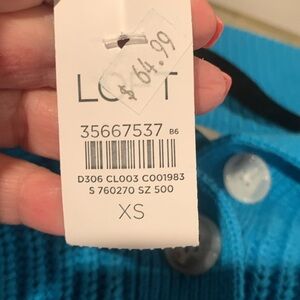 $64.99
LOFT
35667537 B6
D306 CL003 C001983
S 760270 SZ 500
XS